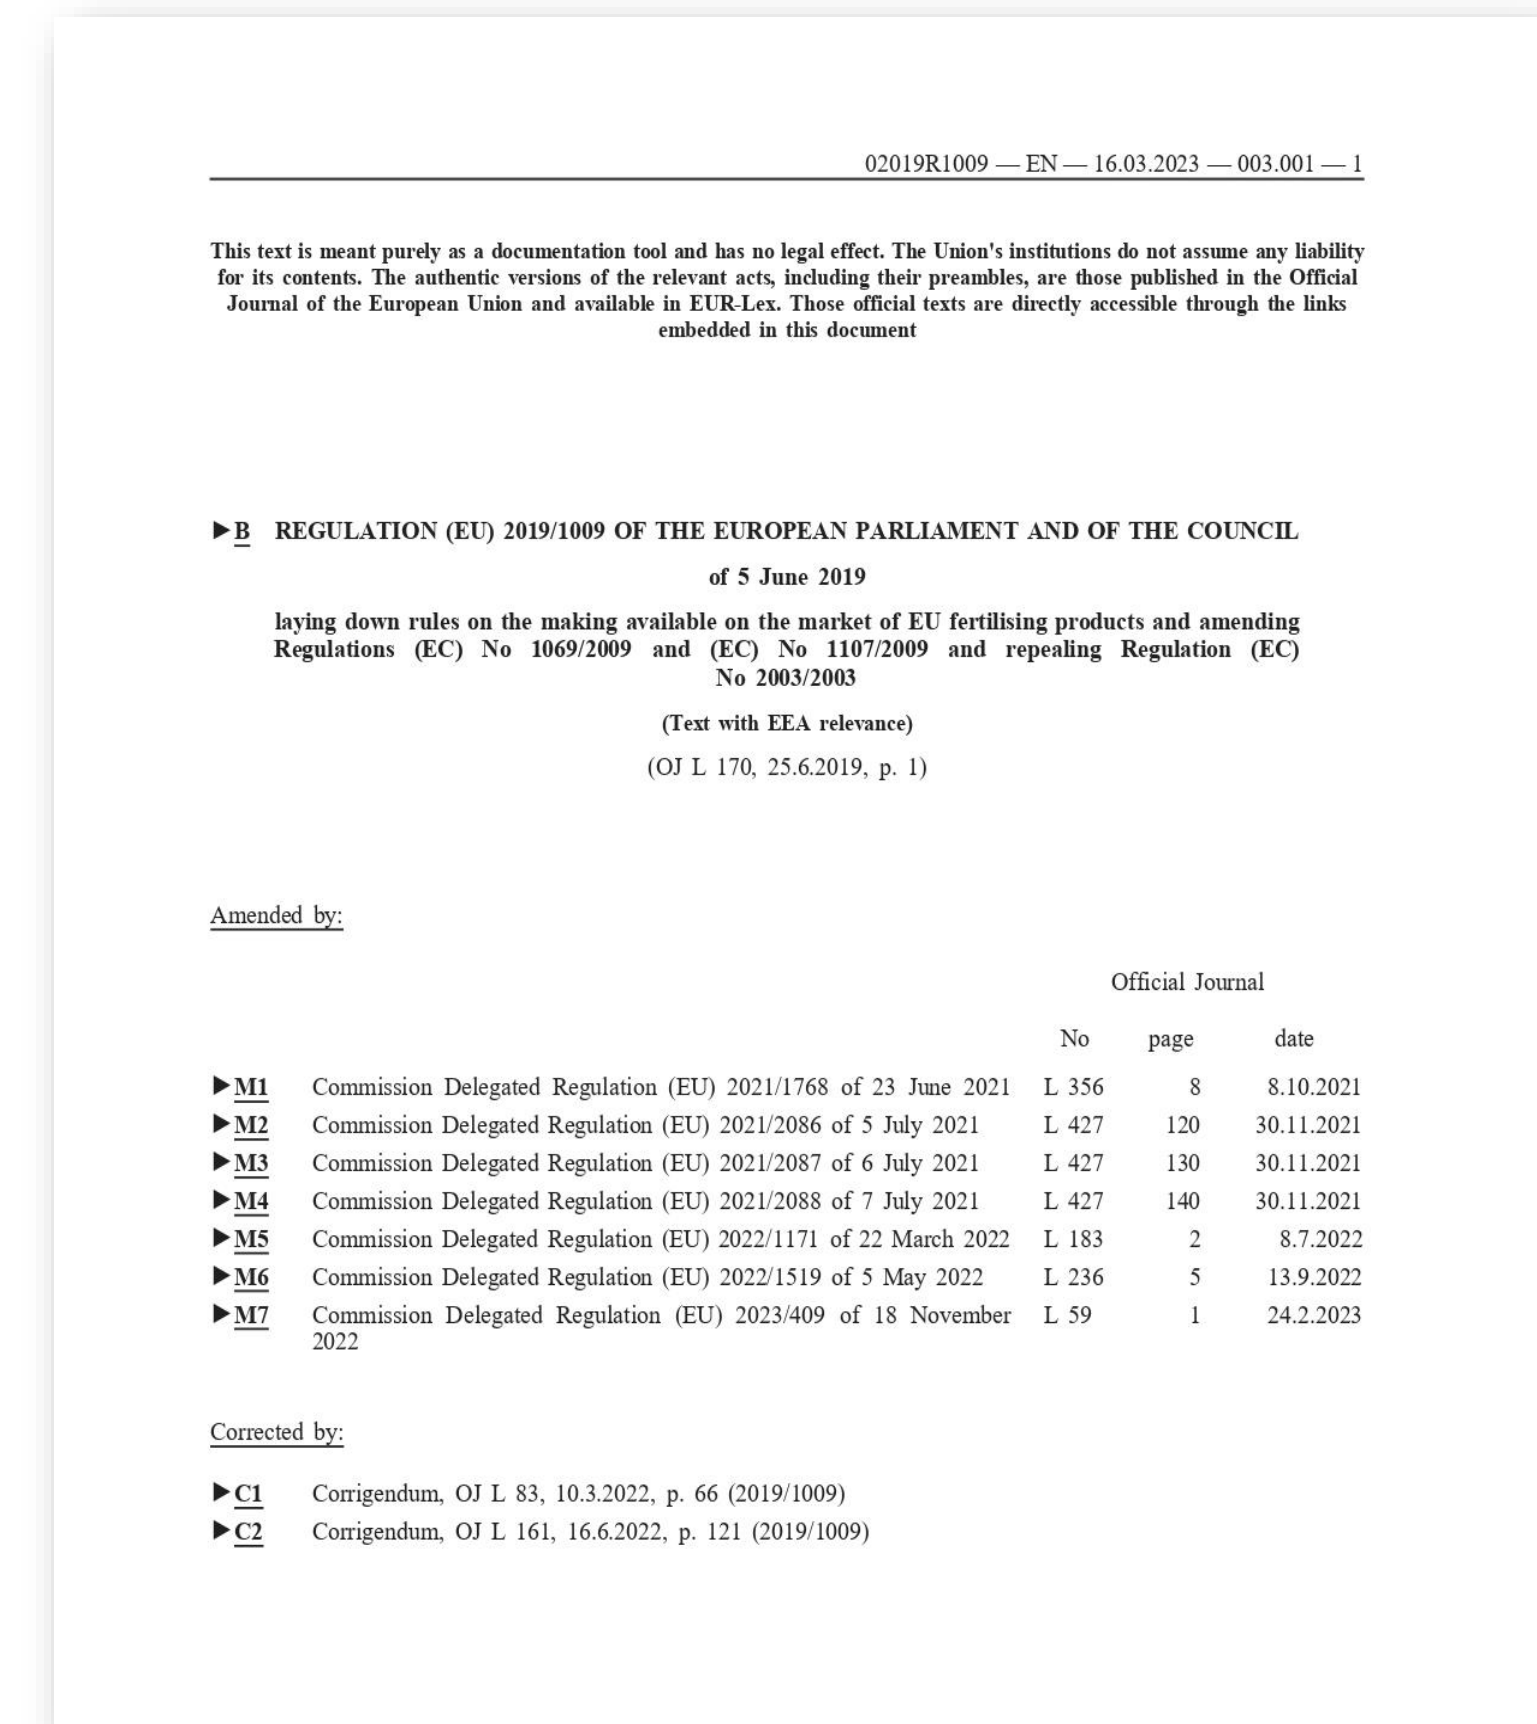 02019R1009 — EN — 16.03.2023 — 003.001 — 1
This text is meant purely as a documentation tool and has no legal effect. The Union's institutions do not assume any liability
for its contents. The authentic versions of the relevant acts, including their preambles, are those published in the Official
Journal of the European Union and available in EUR-Lex. Those official texts are directly accessible through the links
embedded in this document
►B REGULATION (EU) 2019/1009 OF THE EUROPEAN PARLIAMENT AND OF THE COUNCIL
of 5 June 2019
laying down rules on the making available on the market of EU fertilising products and amending
Regulations (EC) No 1069/2009 and (EC) No 1107/2009 and repealing Regulation (EC)
No 2003/2003
(Text with EEA relevance)
(OJ L 170, 25.6.2019, p. 1)
Amended by:
Official Journal
No page date
►M1 Commission Delegated Regulation (EU) 2021/1768 of 23 June 2021 L 356 8 8.10.2021
►M2 Commission Delegated Regulation (EU) 2021/2086 of 5 July 2021 L 427 120 30.11.2021
►M3 Commission Delegated Regulation (EU) 2021/2087 of 6 July 2021 L 427 130 30.11.2021
►M4 Commission Delegated Regulation (EU) 2021/2088 of 7 July 2021 L 427 140 30.11.2021
►M5 Commission Delegated Regulation (EU) 2022/1171 of 22 March 2022 L 183 2 8.7.2022
►M6 Commission Delegated Regulation (EU) 2022/1519 of 5 May 2022 L 236 5 13.9.2022
►M7 Commission Delegated Regulation (EU) 2023/409 of 18 November L 59 1 24.2.2023
2022
Corrected by:
►C1 Corrigendum, OJ L 83, 10.3.2022, p. 66 (2019/1009)
►C2 Corrigendum, OJ L 161, 16.6.2022, p. 121 (2019/1009)